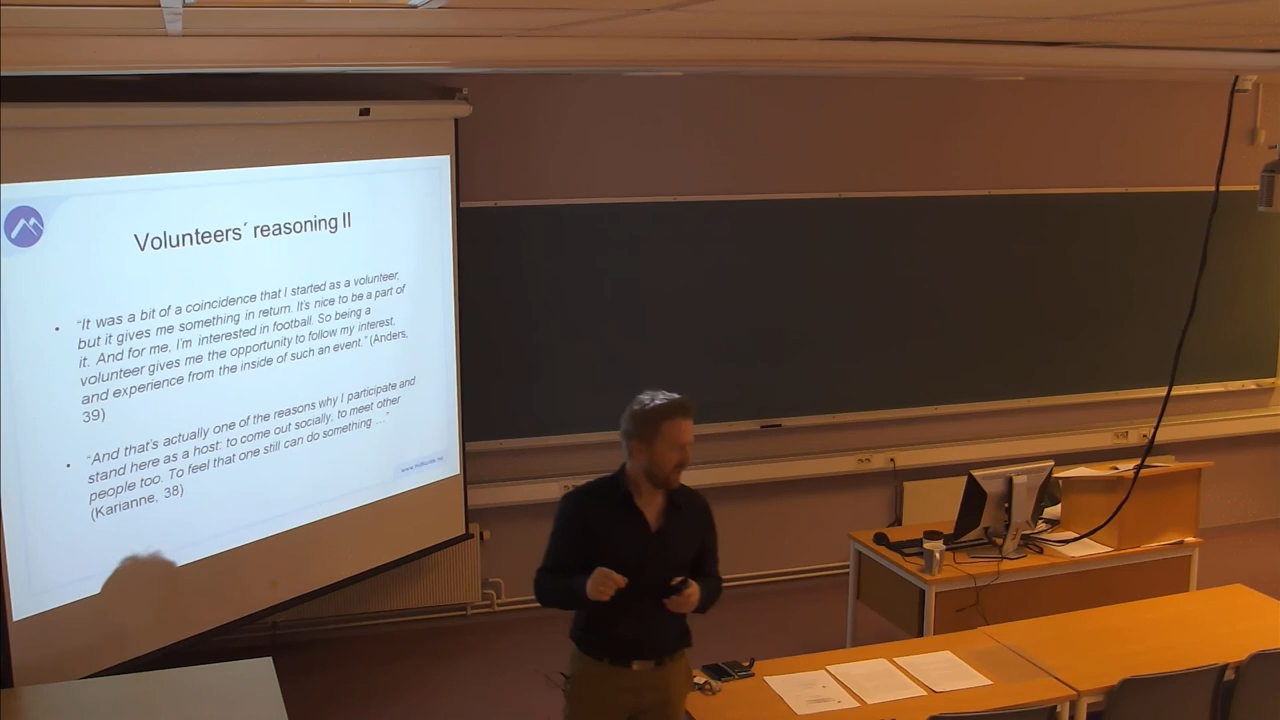 Volunteers´ reasoning II
• "It was a bit of a coincidence that I started as a volunteer,
but it gives me something in return. It's nice to be a part of
it. And for me, I'm interested in football. So being a
volunteer gives me the opportunity to follow my interest,
and experience from the inside of such an event." (Anders,
39)
• "And that's actually one of the reasons why I participate and
stand here as a host: to come out socially, to meet other
people too. To feel that one still can do something ..."
(Karianne, 38)